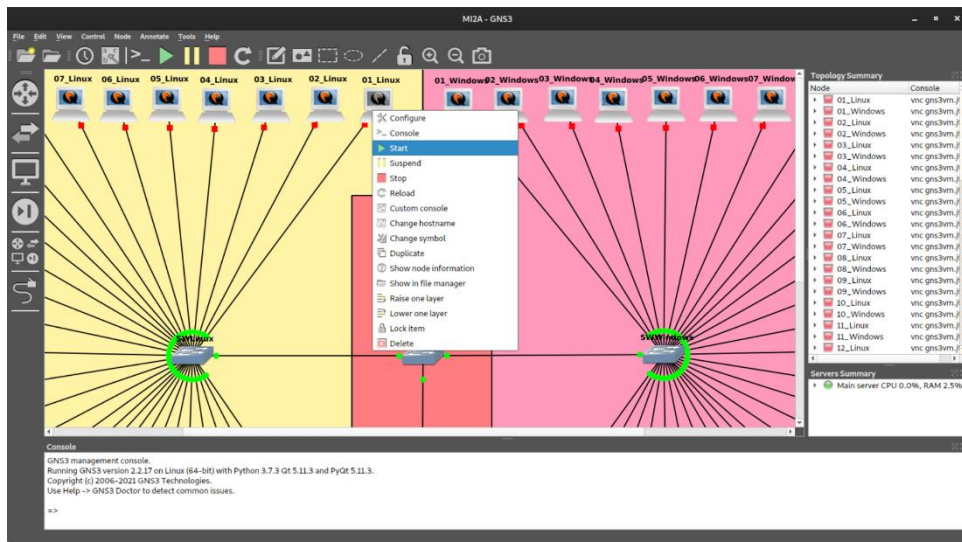 MI2A - GNS3
File Edit View Control Node Annotate Tools Help
07_Linux 06_Linux 05_Linux 04_Linux 03_Linux 02_Linux 01_Linux 01_Windows 02_Windows 03_Windows 04_Windows 05_Windows 06_Windows 07_Window
Configure
Console
Start
Suspend
Stop
Reload
Custom console
Change hostname
Change symbol
Duplicate
Show node information
Show in file manager
Raise one layer
Lower one layer
Lock item
Delete
SWLinux
SWWindows
Topology Summary
Node Console
01_Linux vnc gns3vm.
01_Windows vnc gns3vm.
02_Linux vnc gns3vm.
02_Windows vnc gns3vm.
03_Linux vnc gns3vm.
03_Windows vnc gns3vm.
04_Linux vnc gns3vm.
04_Windows vnc gns3vm.
05_Linux vnc gns3vm.
05_Windows vnc gns3vm.
06_Linux vnc gns3vm.
06_Windows vnc gns3vm.
07_Linux vnc gns3vm.
07_Windows vnc gns3vm.
08_Linux vnc gns3vm.
08_Windows vnc gns3vm.
09_Linux vnc gns3vm.
09_Windows vnc gns3vm.
10_Linux vnc gns3vm.
10_Windows vnc gns3vm.
11_Linux vnc gns3vm.
11_Windows vnc gns3vm.
12_Linux vnc gns3vm.
Servers Summary
Main server CPU 0.0%, RAM 2.5%
Console
GNS3 management console.
Running GNS3 version 2.2.17 on Linux (64-bit) with Python 3.7.3 Qt 5.11.3 and PyQt 5.11.3.
Copyright (c) 2006-2021 GNS3 Technologies.
Use Help -> GNS3 Doctor to detect common issues.
=>